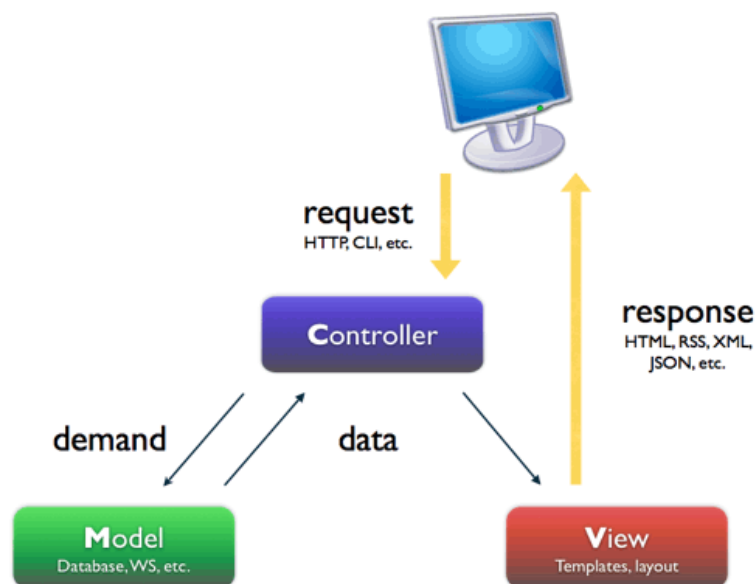 request
HTTP, CLI, etc.
Controller
response
HTML, RSS, XML,
JSON, etc.
demand
data
Model
Database, WS, etc.
View
Templates, layout